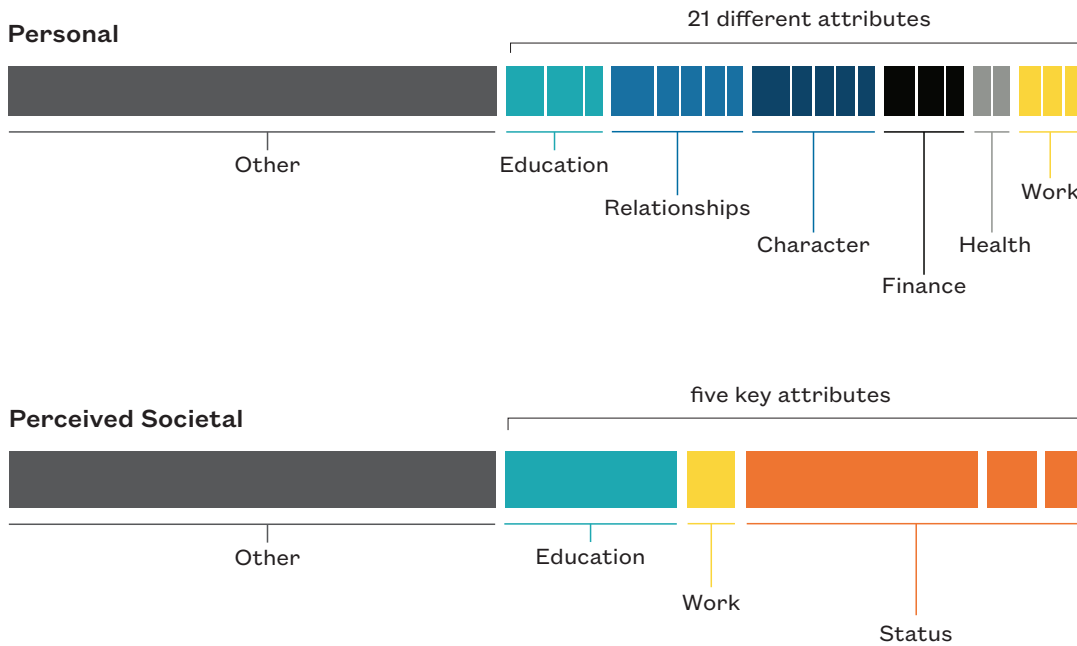 21 different attributes
Personal
Other
Education
Relationships
Work
Character
Health
Finance
five key attributes
Perceived Societal
Other
Education
Work
Status